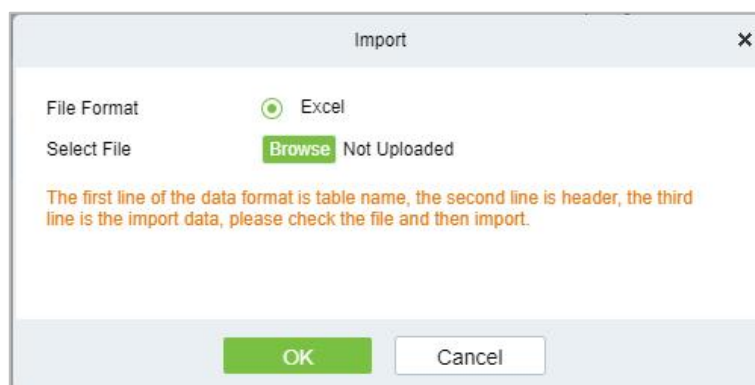 Import
File Format Excel
Select File Browse Not Uploaded
The first line of the data format is table name, the second line is header, the third
line is the import data, please check the file and then import.
OK Cancel